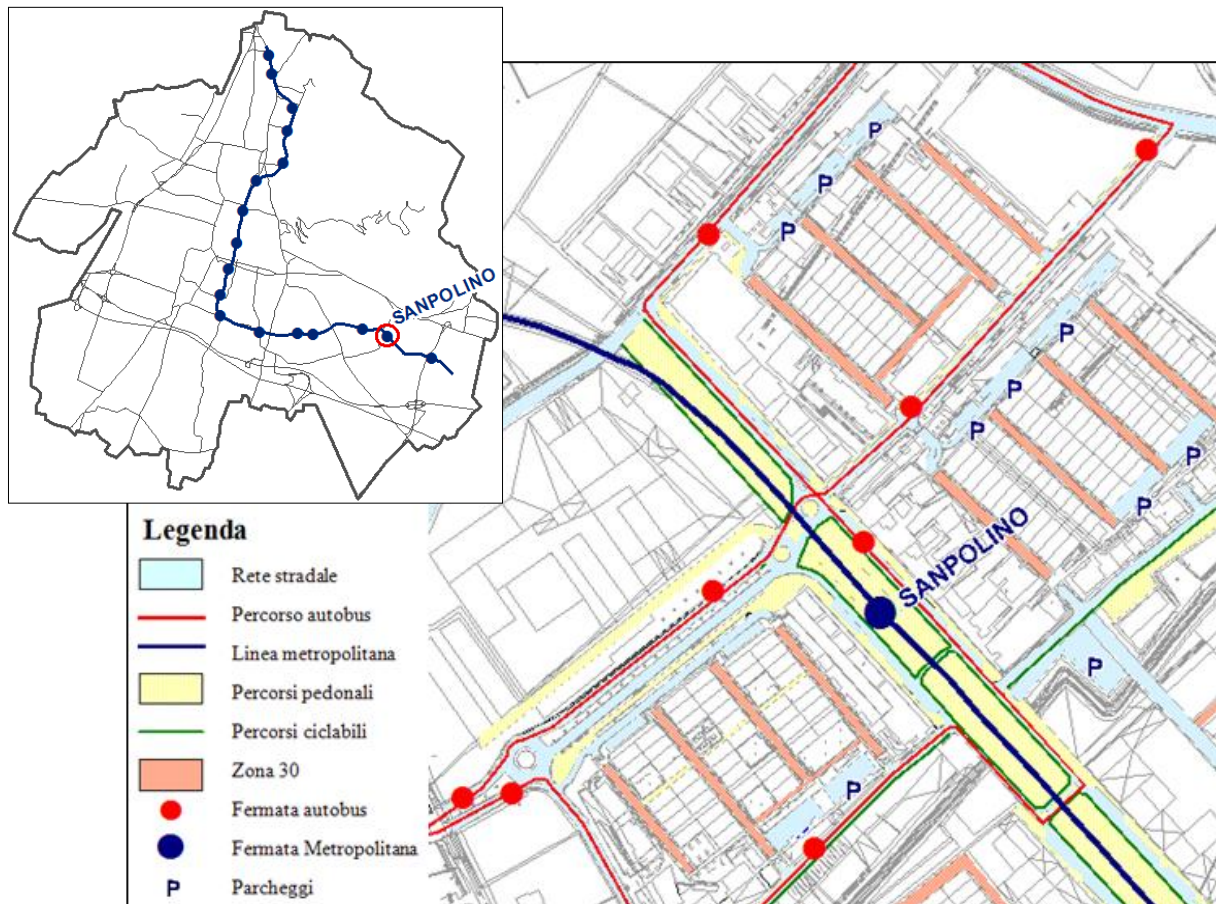 SANPOLINO
P
P
P
P
P
P
P
P
P
SANPOLINO
P
P
Legenda
Rete stradale
Percorso autobus
Linea metropolitana
Percorsi pedonali
Percorsi ciclabili
Zona 30
Fermata autobus
Fermata Metropolitana
P Parcheggi